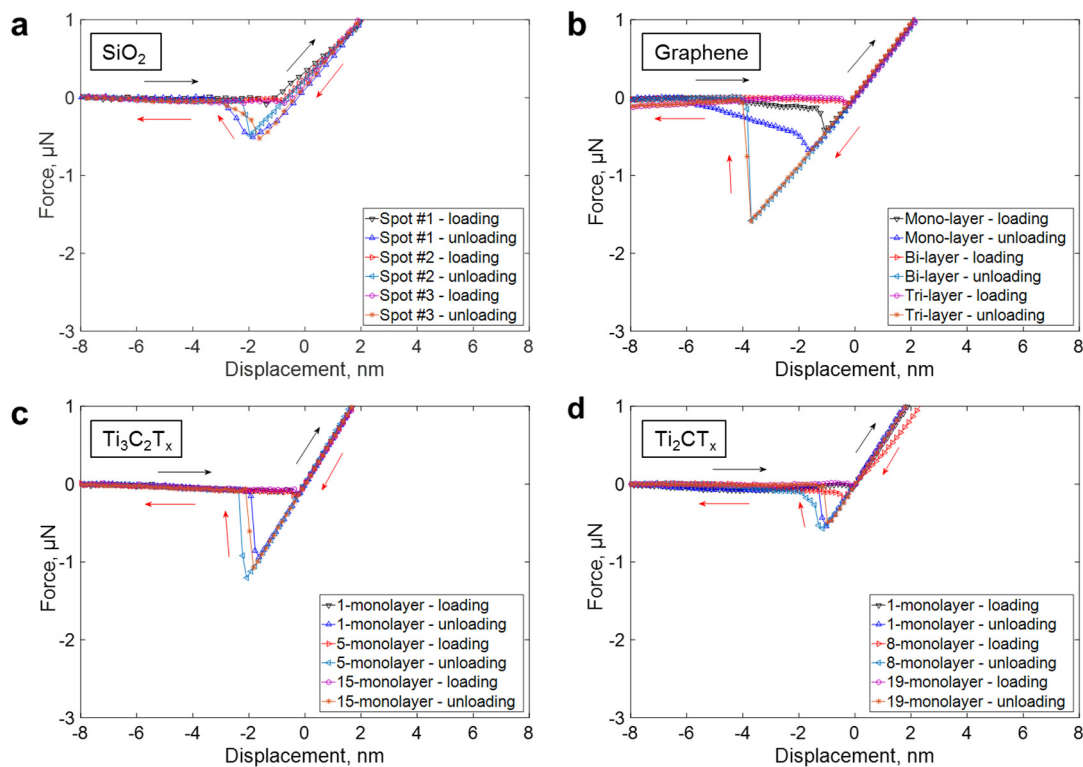 a
SiO2
Force, μN
1
0
-1
-2
-3
Spot #1 - loading
Spot #1 - unloading
Spot #2 - loading
Spot #2 - unloading
Spot #3 - loading
Spot #3 - unloading
-8 -6 -4 -2 0 2 4 6 8
Displacement, nm
b
Graphene
Force, μN
1
0
-1
-2
-3
Mono-layer - loading
Mono-layer - unloading
Bi-layer - loading
Bi-layer - unloading
Tri-layer - loading
Tri-layer - unloading
-8 -6 -4 -2 0 2 4 6 8
Displacement, nm
c
Ti3C2Tx
Force, μN
1
0
-1
-2
-3
1-monolayer - loading
1-monolayer - unloading
5-monolayer - loading
5-monolayer - unloading
15-monolayer - loading
15-monolayer - unloading
-8 -6 -4 -2 0 2 4 6 8
Displacement, nm
d
Ti2CTx
Force, μN
1
0
-1
-2
-3
1-monolayer - loading
1-monolayer - unloading
8-monolayer - loading
8-monolayer - unloading
19-monolayer - loading
19-monolayer - unloading
-8 -6 -4 -2 0 2 4 6 8
Displacement, nm